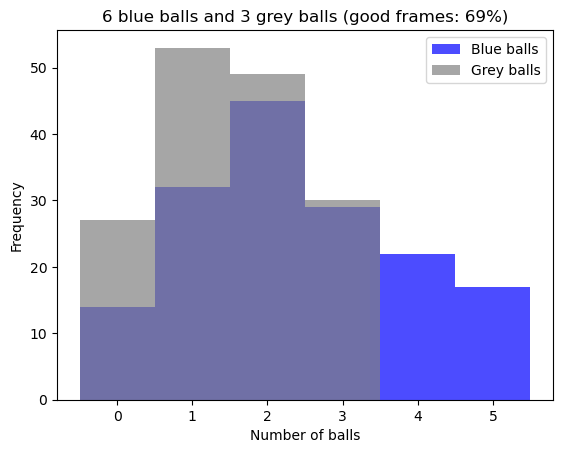 6 blue balls and 3 grey balls (good frames: 69%)
Blue balls
Grey balls
Frequency
50
40
30
20
10
0
0 1 2 3 4 5
Number of balls